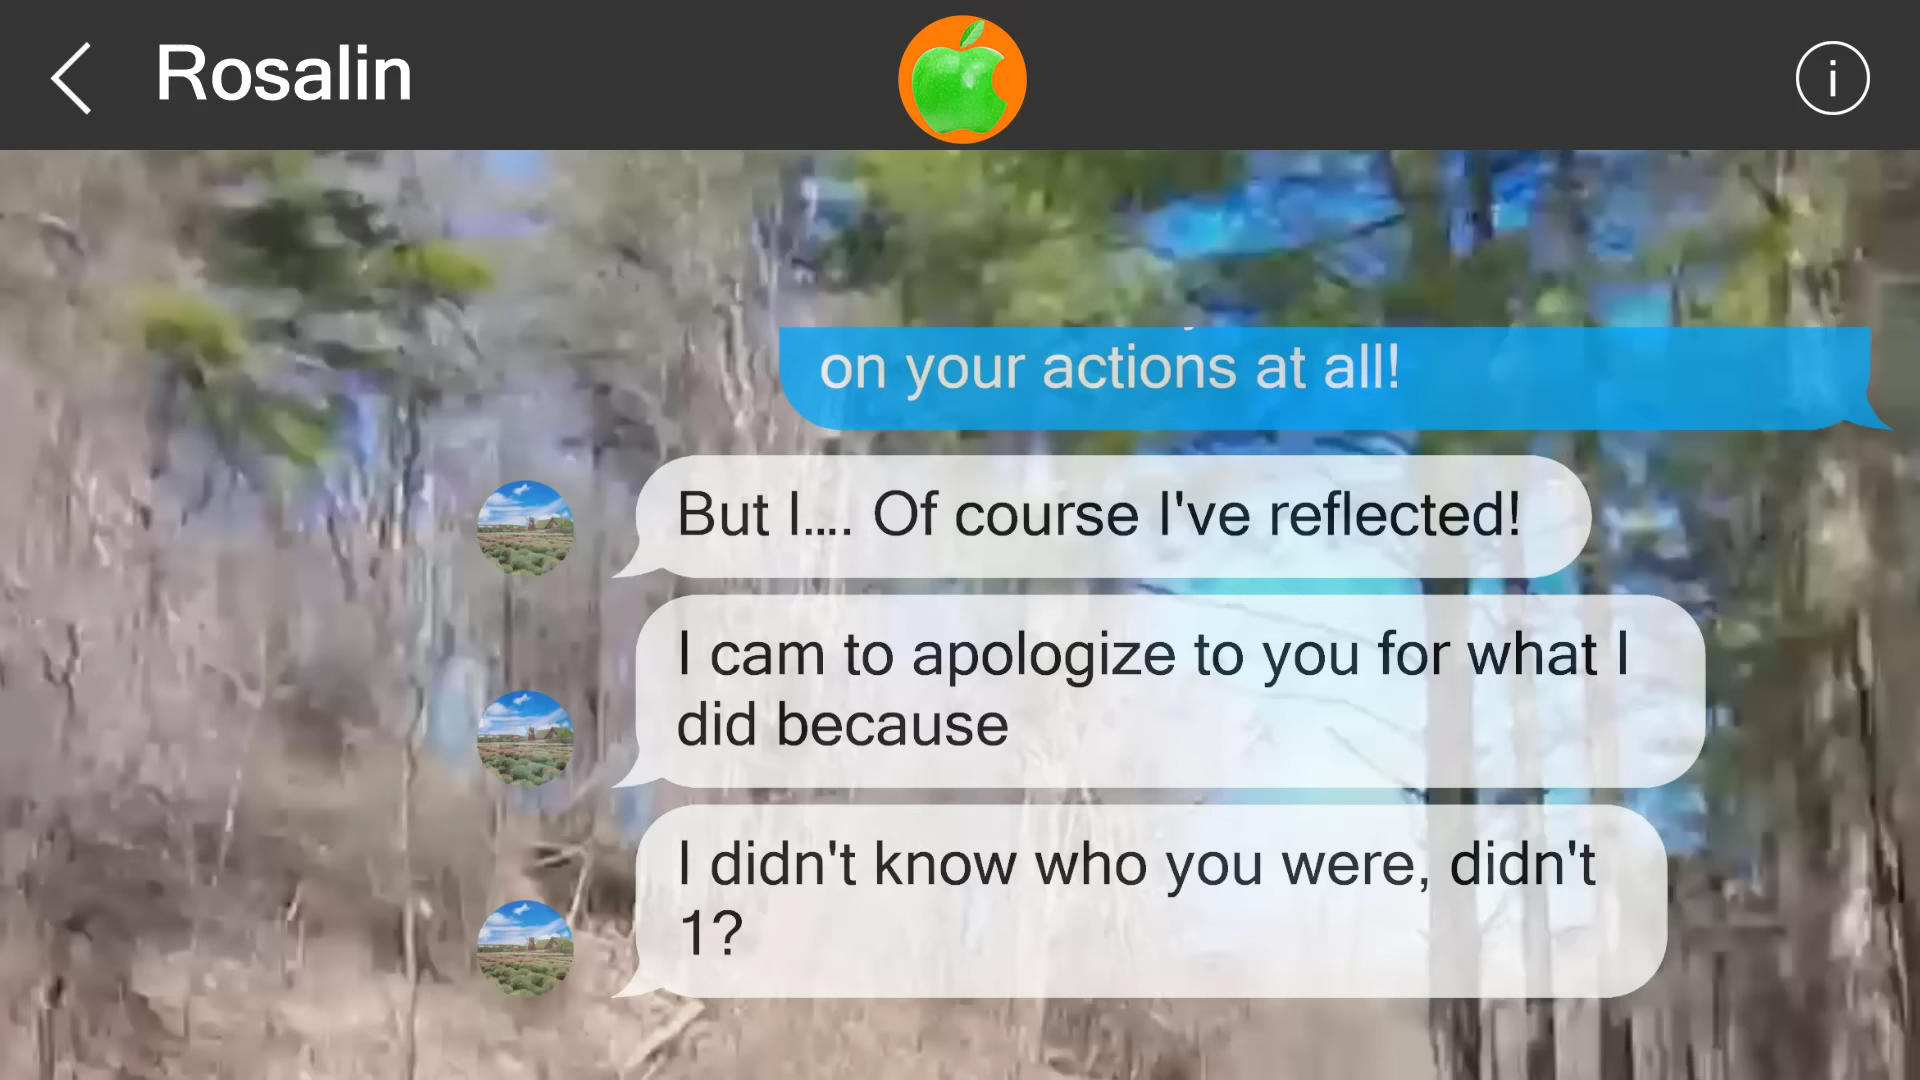 Rosalin
i
on your actions at all!
But I.... Of course I've reflected!
I cam to apologize to you for what I
did because
I didn't know who you were, didn't
1?